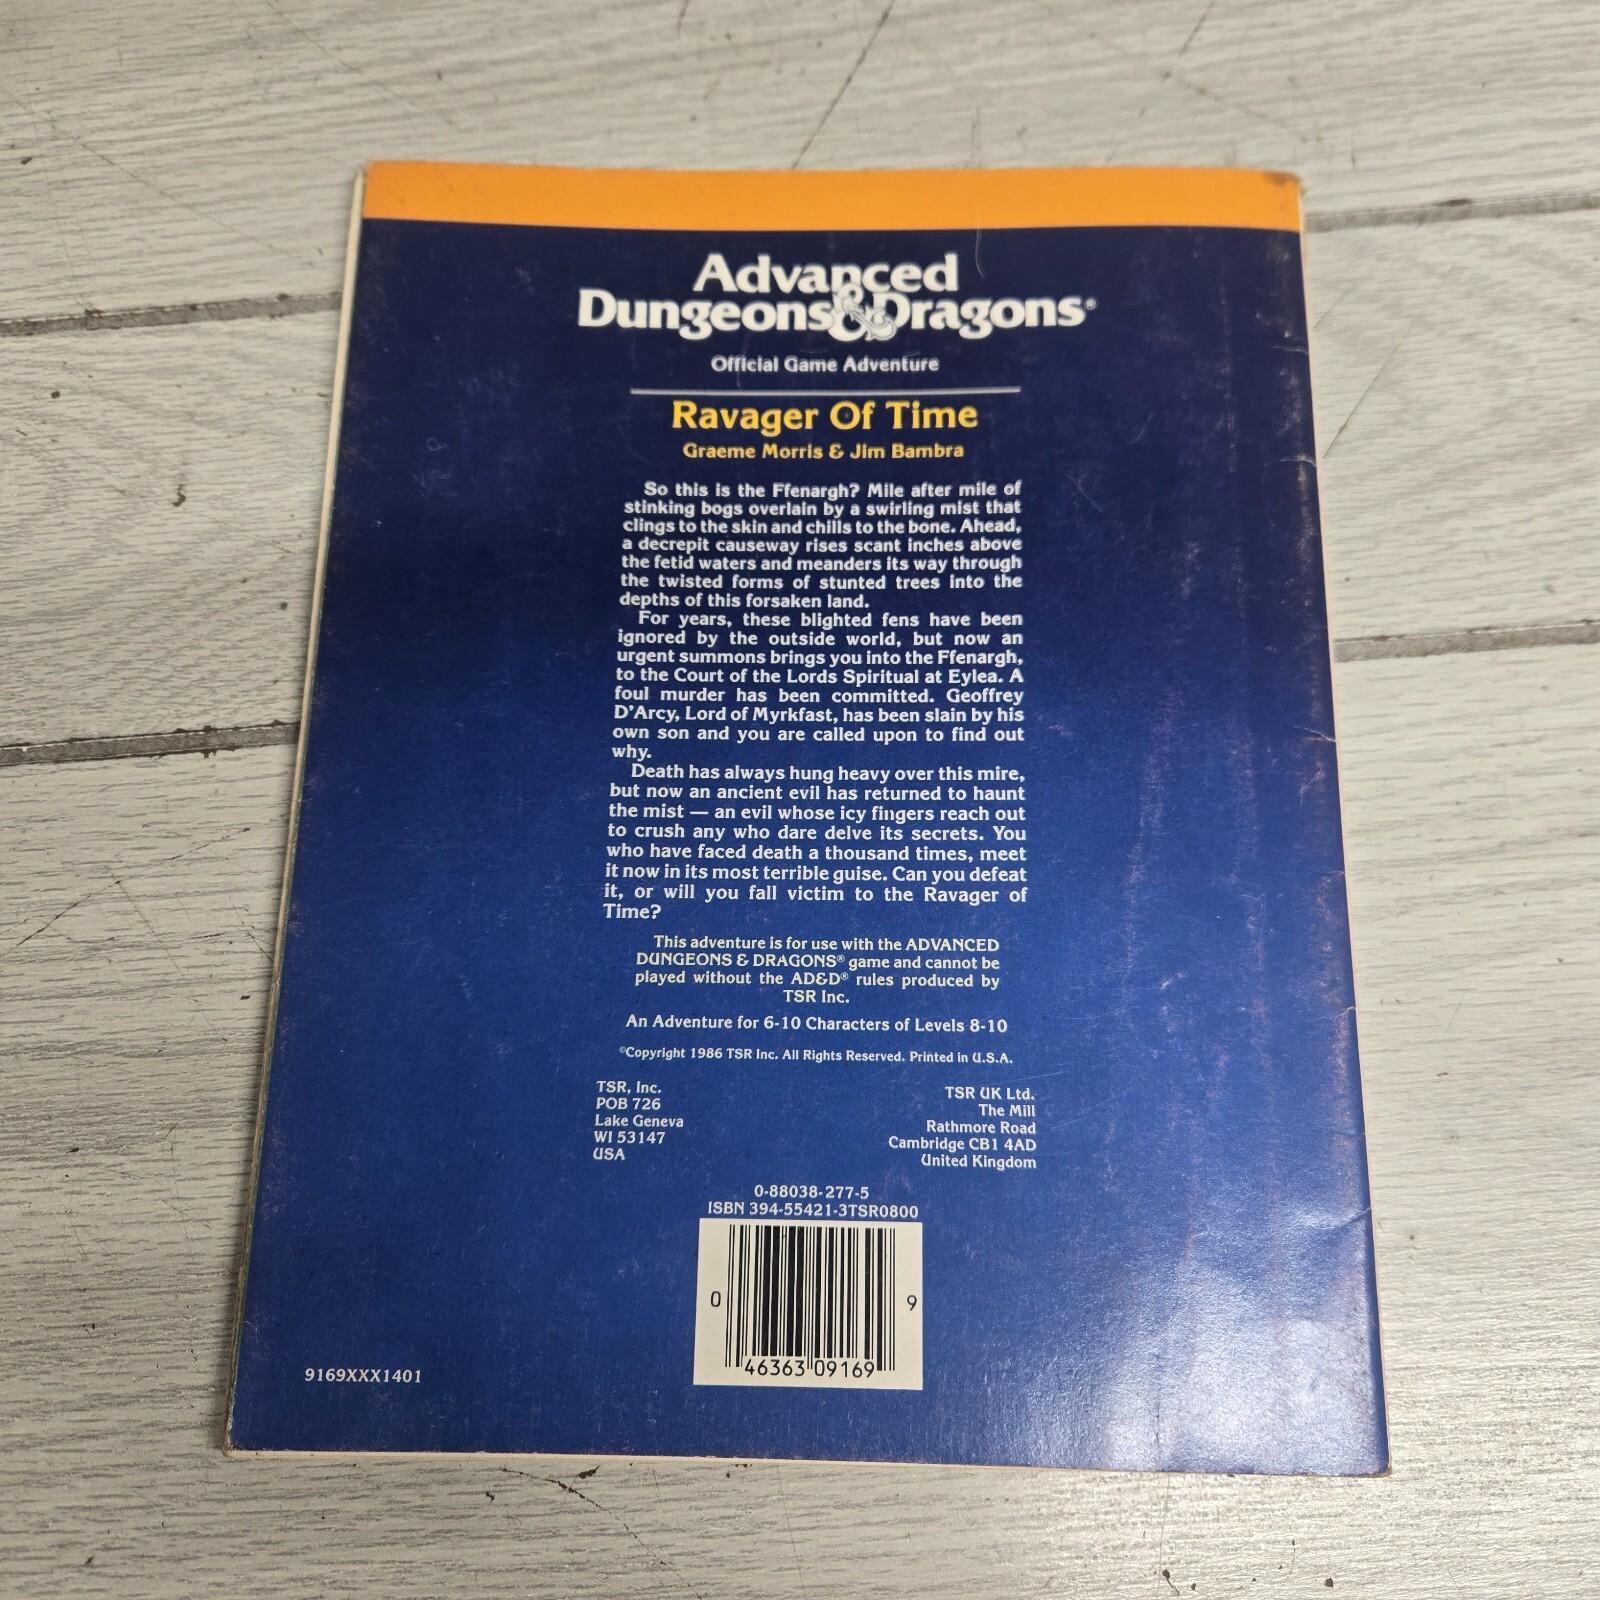 Advanced
Dungeons & Dragons®
Official Game Adventure
Ravager Of Time
Graeme Morris & Jim Bambra
So this is the Ffenargh? Mile after mile of
stinking bogs overlain by a swirling mist that
clings to the skin and chills to the bone. Ahead,
a decrepit causeway rises scant inches above
the fetid waters and meanders its way through
the twisted forms of stunted trees into the
depths of this forsaken land.
For years, these blighted fens have been
ignored by the outside world, but now an
urgent summons brings you into the Ffenargh,
to the Court of the Lords Spiritual at Eylea. A
foul murder has been committed. Geoffrey
D'Arcy, Lord of Myrkfast, has been slain by his
own son and you are called upon to find out
why.
Death has always hung heavy over this mire,
but now an ancient evil has returned to haunt
the mist — an evil whose icy fingers reach out
to crush any who dare delve its secrets. You
who have faced death a thousand times, meet
it now in its most terrible guise. Can you defeat
it, or will you fall victim to the Ravager of
Time?
This adventure is for use with the ADVANCED
DUNGEONS & DRAGONS® game and cannot be
played without the AD&D® rules produced by
TSR Inc.
An Adventure for 6-10 Characters of Levels 8-10
©Copyright 1986 TSR Inc. All Rights Reserved. Printed in U.S.A.
TSR, Inc.
POB 726
Lake Geneva
WI 53147
USA
TSR UK Ltd.
The Mill
Rathmore Road
Cambridge CB1 4AD
United Kingdom
0-88038-277-5
ISBN 394-55421-3TSR0800
0 46363 09169 9
9169XXX1401